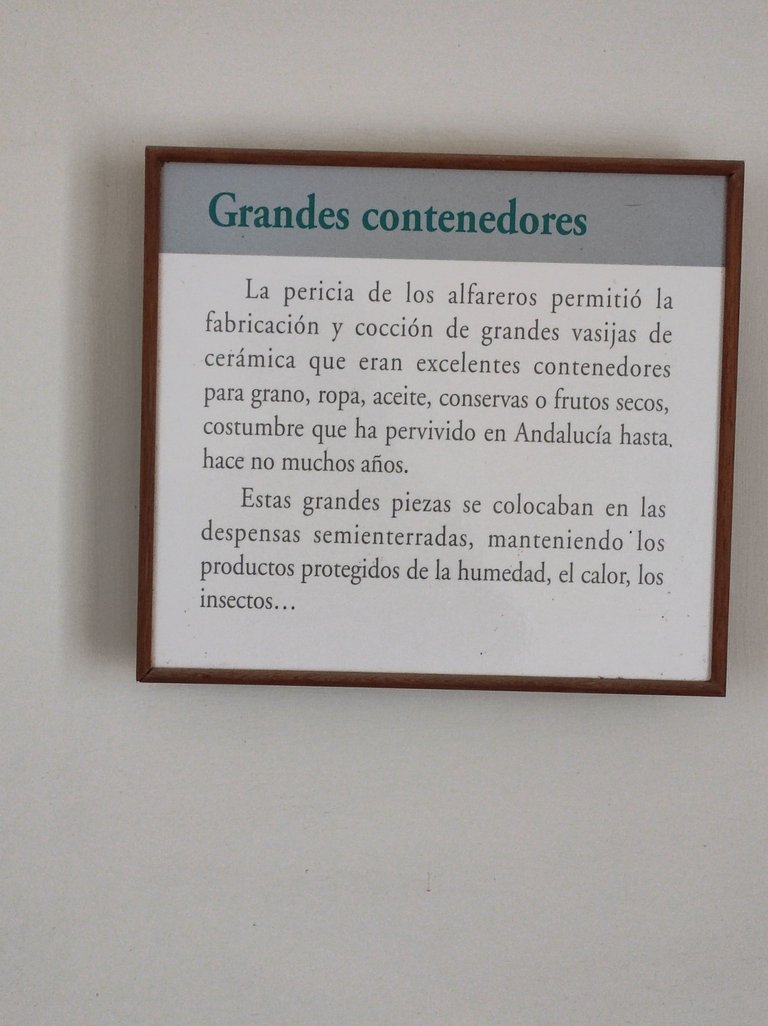 Grandes contenedores
La pericia de los alfareros permitió la
fabricación y cocción de grandes vasijas de
cerámica que eran excelentes contenedores
para grano, ropa, aceite, conservas o frutos secos,
costumbre que ha pervivido en Andalucía hasta
hace no muchos años.
Estas grandes piezas se colocaban en las
despensas semienterradas, manteniendo los
productos protegidos de la humedad, el calor, los
insectos...